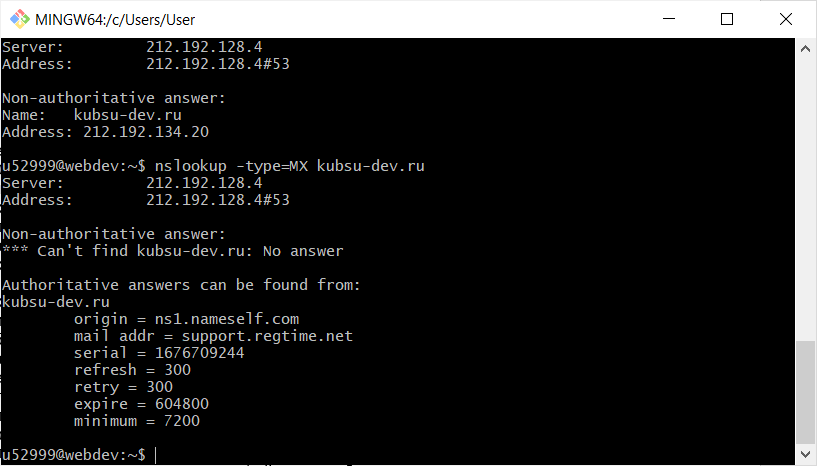 MINGW64:/c/Users/User
Server: 212.192.128.4
Address: 212.192.128.4#53
Non-authoritative answer:
Name: kubsu-dev.ru
Address: 212.192.134.20
u52999@webdev:~$ nslookup -type=MX kubsu-dev.ru
Server: 212.192.128.4
Address: 212.192.128.4#53
Non-authoritative answer:
*** Can't find kubsu-dev.ru: No answer
Authoritative answers can be found from:
kubsu-dev.ru
origin = ns1.nameself.com
mail addr = support.regtime.net
serial = 1676709244
refresh = 300
retry = 300
expire = 604800
minimum = 7200
u52999@webdev:~$